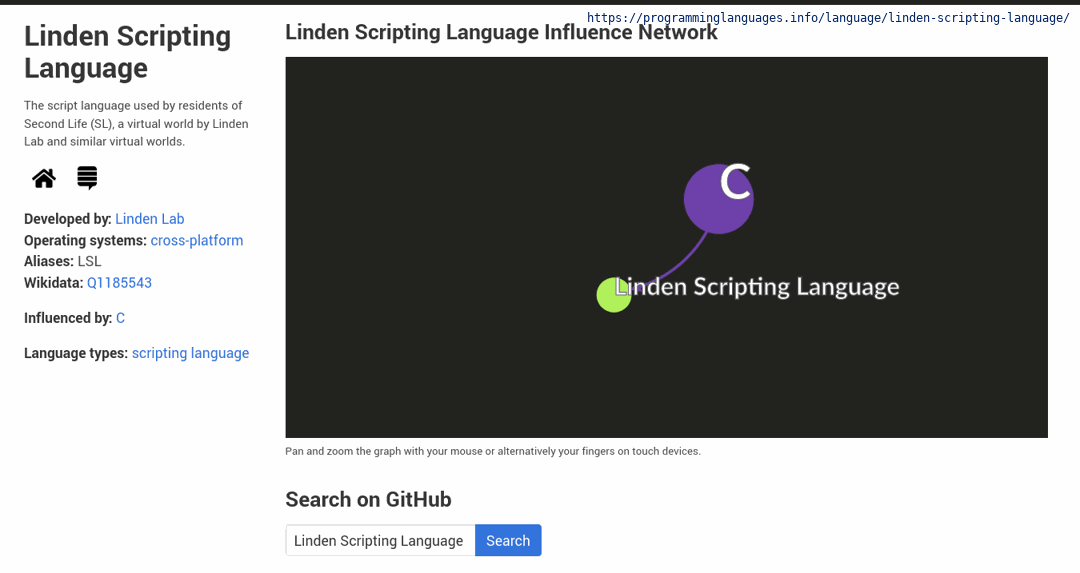 https://programminglanguages.info/language/linden-scripting-language/
Linden Scripting
Language
The script language used by residents of
Second Life (SL), a virtual world by Linden
Lab and similar virtual worlds.
Developed by: Linden Lab
Operating systems: cross-platform
Aliases: LSL
Wikidata: Q1185543
Influenced by: C
Language types: scripting language
Linden Scripting Language Influence Network
C
Linden Scripting Language
Pan and zoom the graph with your mouse or alternatively your fingers on touch devices.
Search on GitHub
Linden Scripting Language
Search